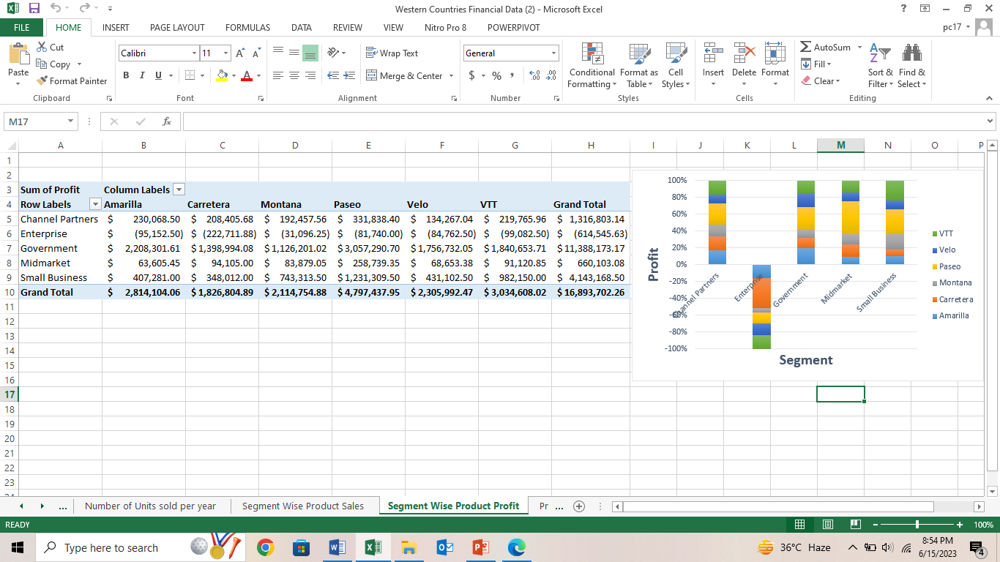 Western Countries Financial Data (2) - Microsoft Excel
FILE HOME INSERT PAGE LAYOUT FORMULAS DATA REVIEW VIEW Nitro Pro 8 POWERPIVOT pc17
Paste
Cut
Copy
Format Painter
Clipboard
Calibri 11
B I U
Font
Wrap Text
Merge & Center
Alignment
General
$ % ,
Number
Conditional Formatting
Format as Table
Cell Styles
Styles
Insert Delete Format
Cells
AutoSum
Fill
Clear
Sort & Filter
Find & Select
Editing
M17 fx
A B C D E F G H I J K L M N O P
1
2
3 Sum of Profit Column Labels
4 Row Labels Amarilla Carretera Montana Paseo Velo VTT Grand Total
5 Channel Partners $ 230,068.50 $ 208,405.68 $ 192,457.56 $ 331,838.40 $ 134,267.04 $ 219,765.96 $ 1,316,803.14
6 Enterprise $ (95,152.50) $ (222,711.88) $ (31,096.25) $ (81,740.00) $ (84,762.50) $ (99,082.50) $ (614,545.63)
7 Government $ 2,208,301.61 $ 1,398,994.08 $ 1,126,201.02 $ 3,057,290.70 $ 1,756,732.05 $ 1,840,653.71 $ 11,388,173.17
8 Midmarket $ 63,605.45 $ 94,105.00 $ 83,879.05 $ 258,739.35 $ 68,653.38 $ 91,120.85 $ 660,103.08
9 Small Business $ 407,281.00 $ 348,012.00 $ 743,313.50 $ 1,231,309.50 $ 431,102.50 $ 982,150.00 $ 4,143,168.50
10 Grand Total $ 2,814,104.06 $ 1,826,804.89 $ 2,114,754.88 $ 4,797,437.95 $ 2,305,992.47 $ 3,034,608.02 $ 16,893,702.26
11
12
13
14
15
16
17
18
19
20
21
22
23
24
100%
80%
60%
40%
20%
0%
-20%
-40%
-60%
-80%
-100%
Profit
Channel Partners
Enterprise
Government
Midmarket
Small Business
Segment
VTT
Velo
Paseo
Montana
Carretera
Amarilla
... Number of Units sold per year Segment Wise Product Sales Segment Wise Product Profit Pr ...
READY 100%
Type here to search 36°C Haze 8:54 PM
6/15/2023 4